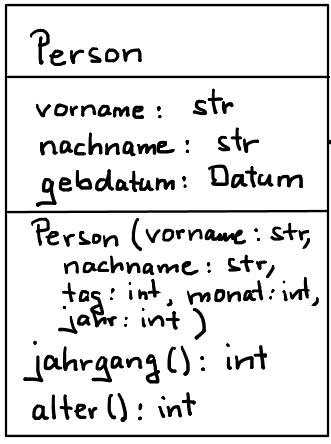 Person
vorname: str
nachname: str
gebdatum: Datum
Person (vorname: str,
nachname: str,
tag: int, monat: int,
jahr: int)
jahrgang(): int
alter(): int